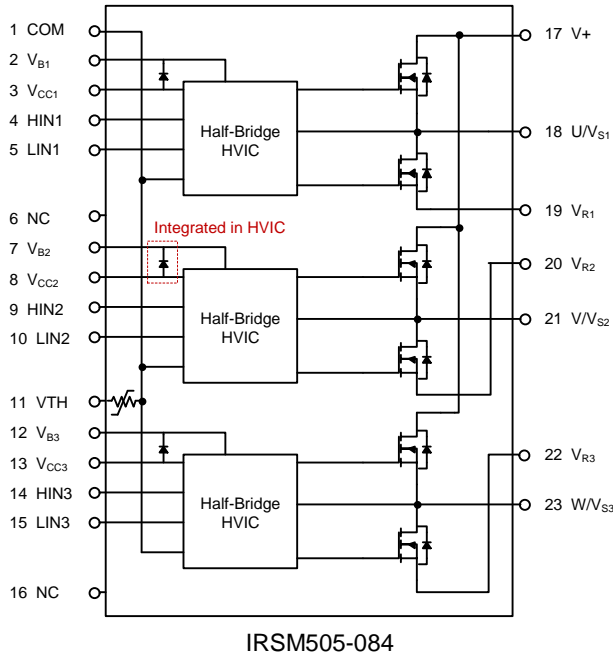 1 COM
2 VB1
3 VCC1
4 HIN1
5 LIN1
6 NC
7 VB2
8 VCC2
9 HIN2
10 LIN2
11 VTH
12 VB3
13 VCC3
14 HIN3
15 LIN3
16 NC
Half-Bridge
HVIC
Integrated in HVIC
Half-Bridge
HVIC
Half-Bridge
HVIC
17 V+
18 U/VS1
19 VR1
20 VR2
21 V/VS2
22 VR3
23 W/VS3
IRSM505-084